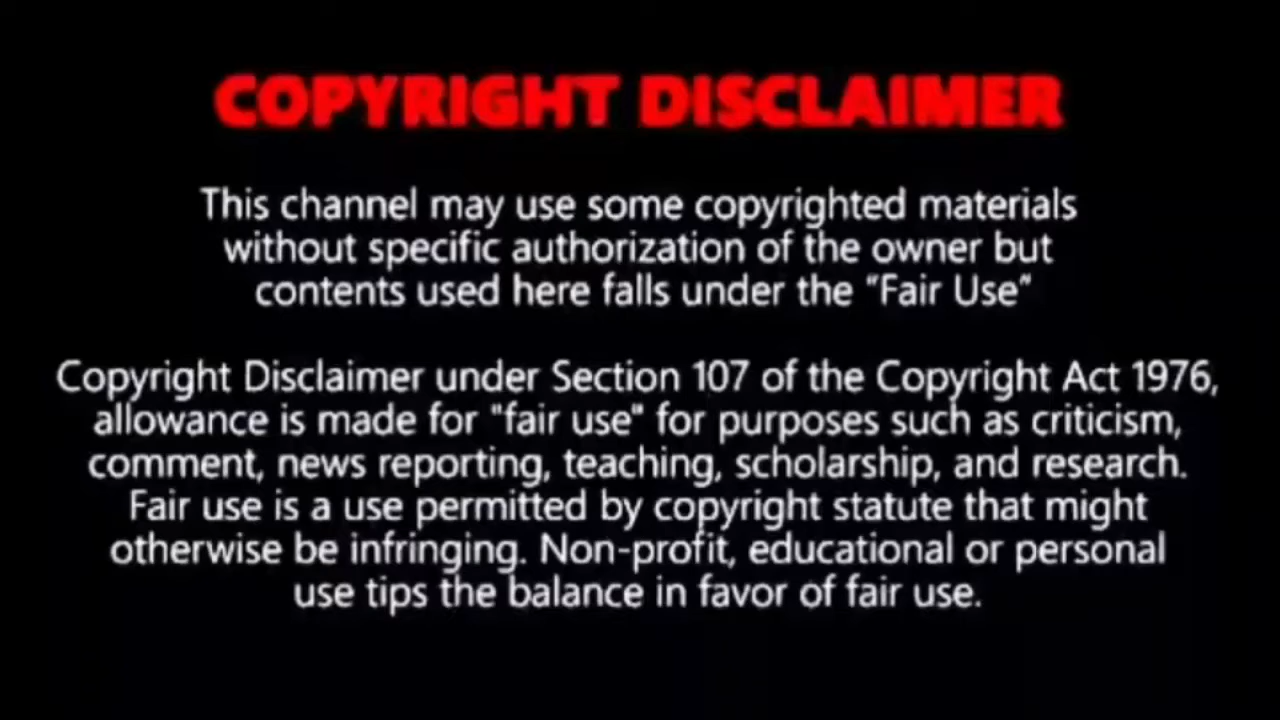 COPYRIGHT DISCLAIMER
This channel may use some copyrighted materials
without specific authorization of the owner but
contents used here falls under the “Fair Use”
Copyright Disclaimer under Section 107 of the Copyright Act 1976,
allowance is made for "fair use" for purposes such as criticism,
comment, news reporting, teaching, scholarship, and research.
Fair use is a use permitted by copyright statute that might
otherwise be infringing. Non-profit, educational or personal
use tips the balance in favor of fair use.